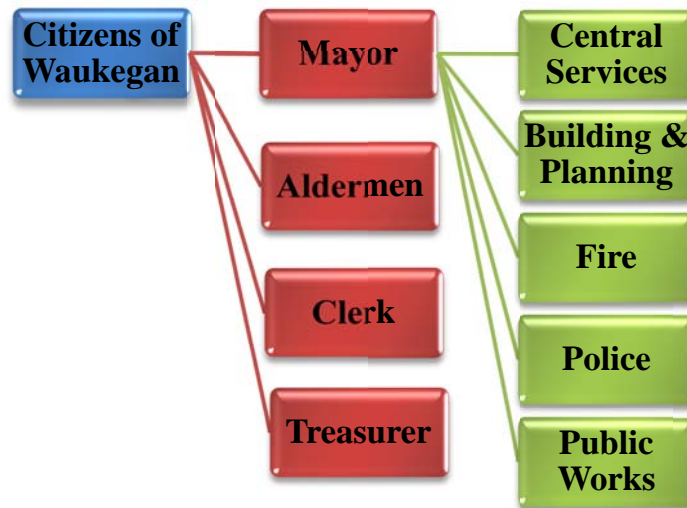 Citizens of
Waukegan
Mayor
Aldermen
Clerk
Treasurer
Central
Services
Building &
Planning
Fire
Police
Public
Works